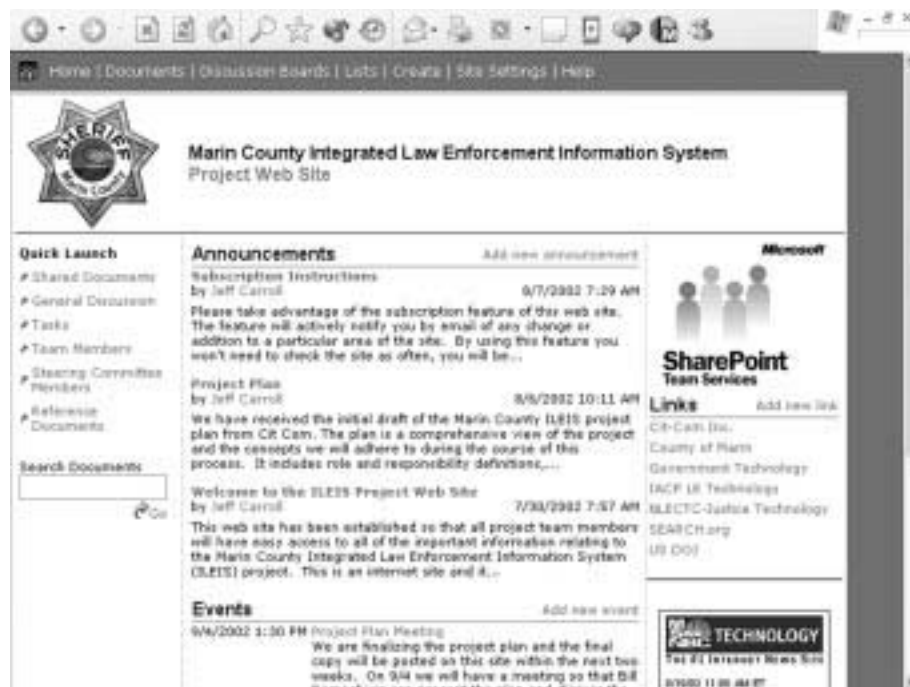 Home | Documents | Discussion Boards | Lists | Create | Site Settings | Help
SHERIFF
Marin County
Marin County Integrated Law Enforcement Information System
Project Web Site
Quick Launch
Shared Documents
General Discussion
Tasks
Team Members
Steering Committee
Members
Reference
Documents
Search Documents
Go
Announcements
Add new announcement
Subscription Instructions
by Jeff Carroll
8/7/2002 7:29 AM
Please take advantage of the subscription feature of this web site.
The feature will actively notify you by email of any change or
addition to a particular area of the site. By using this feature you
won't need to check the site as often, you will be...
Project Plan
by Jeff Carroll
8/6/2002 10:11 AM
We have received the initial draft of the Marin County ILEIS project
plan from Cit Com. The plan is a comprehensive view of the project
and the concepts we will adhere to during the course of this
process. It includes role and responsibility definitions,...
Welcome to the ILEIS Project Web Site
by Jeff Carroll
7/30/2002 7:57 AM
This web site has been established so that all project team members
will have easy access to all of the important information relating to
the Marin County Integrated Law Enforcement Information System
(ILEIS) project. This is an internet site and it...
Events
Add new event
9/4/2002 1:30 PM Project Plan Meeting
We are finalizing the project plan and the final
copy will be posted on this site within the next two
weeks. On 9/4 we will have a meeting so that Bill
Microsoft
SharePoint
Team Services
Links
Add new link
Cit-Com Inc.
County of Marin
Government Technology
IACP LE Technology
NLECTC-Justice Technology
SEARCH.org
US DOJ
TECHNOLOGY
The #1 Internet News Site